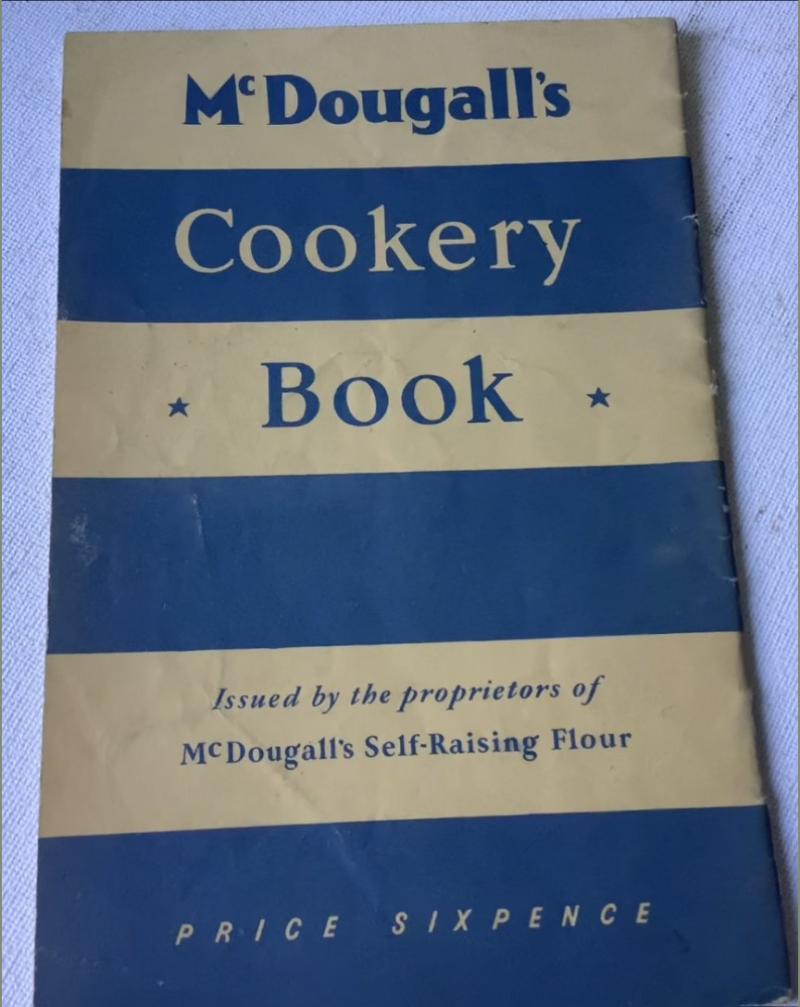 McDougall's
Cookery
★ Book ★
Issued by the proprietors of
McDougall's Self-Raising Flour
PRICE SIXPENCE